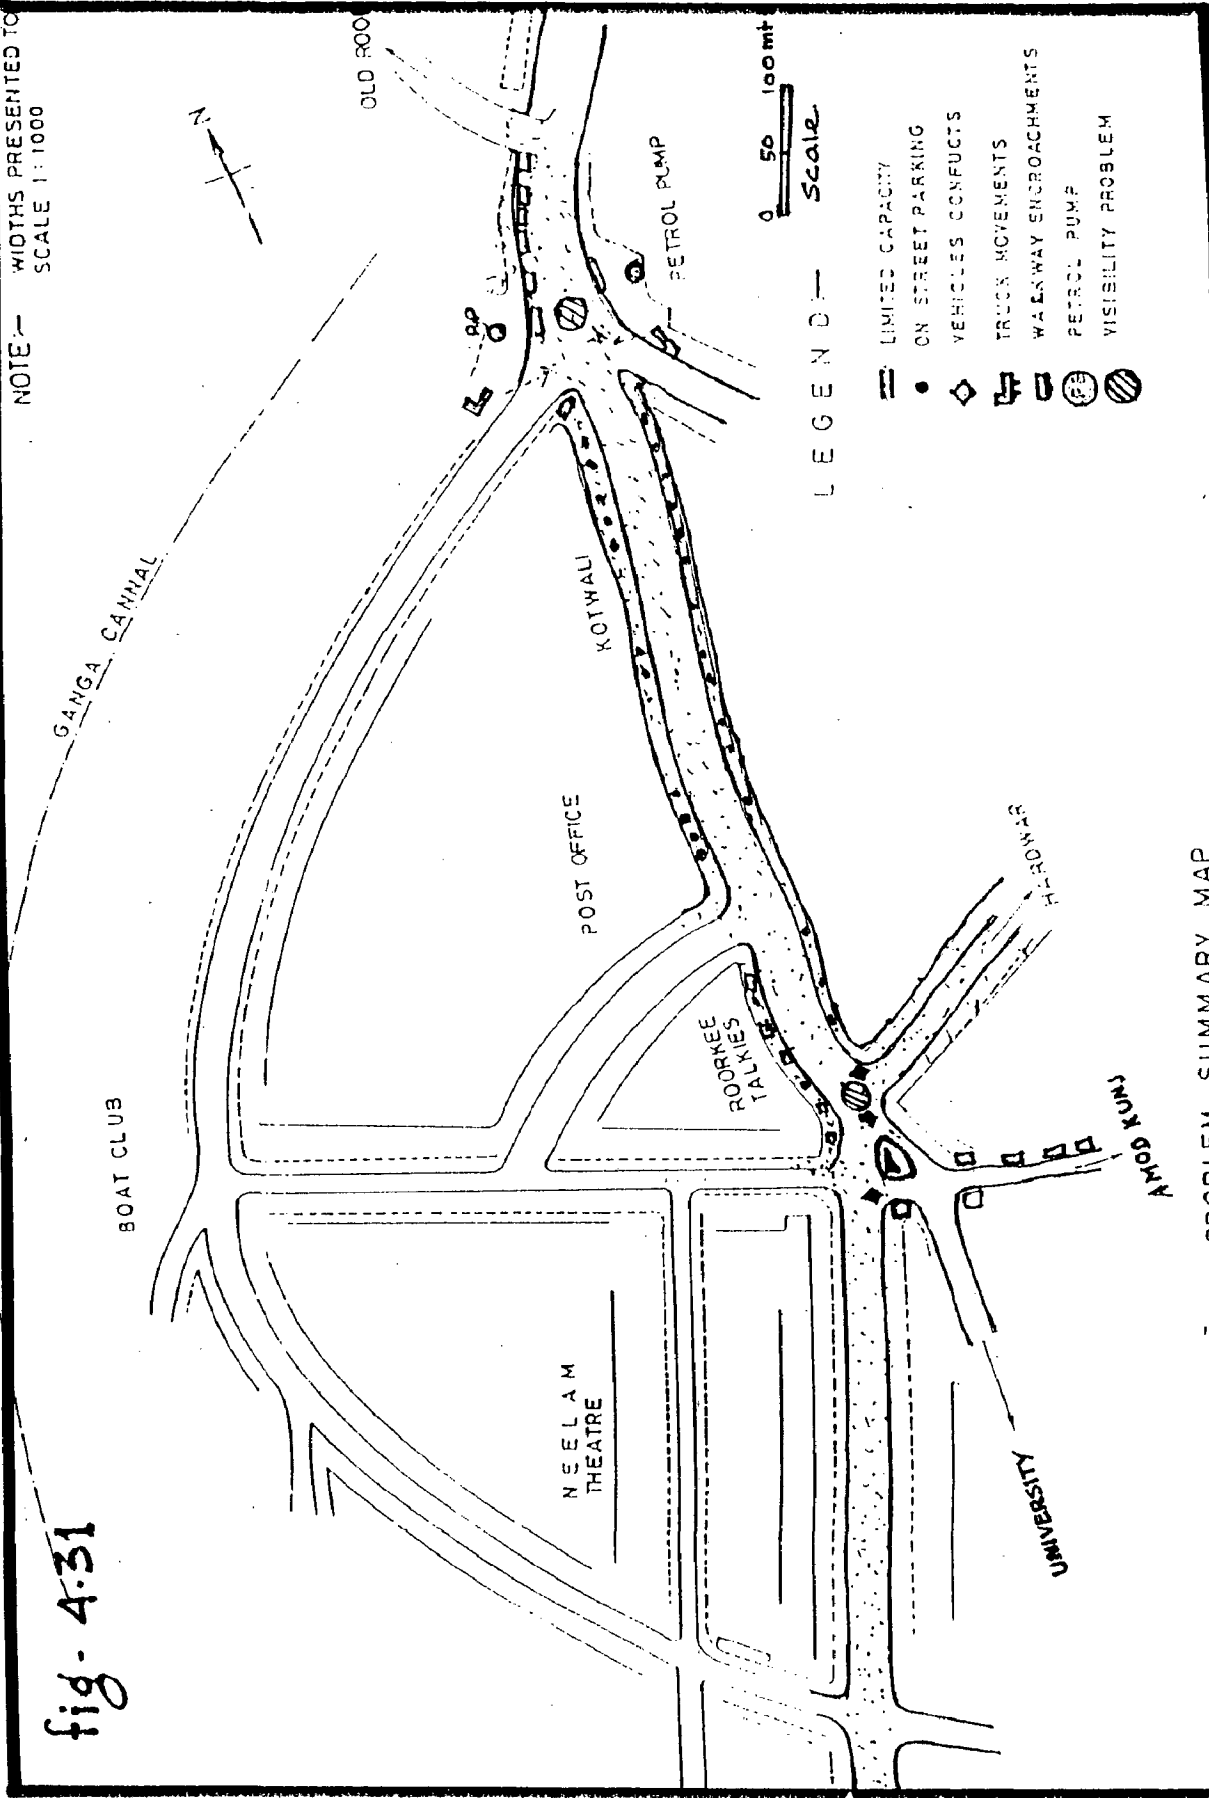 fig- 4.31
NOTE:- WIDTHS PRESENTED TO
SCALE 1:1000
N
OLD ROO
GANGA CANNAL
BOAT CLUB
P.P
PETROL PUMP
KOTWALI
POST OFFICE
ROORKEE
TALKIES
NEELAM
THEATRE
HARDWAR
AMOD KUNJ
UNIVERSITY
0 50 100 mt
Scale
LEGEND:-
LIMITED CAPACITY
ON STREET PARKING
VEHICLES CONFUCTS
TRUCK MOVEMENTS
WALKWAY ENCROACHMENTS
PETROL PUMP
VISIBILITY PROBLEM
SUMMARY MAP